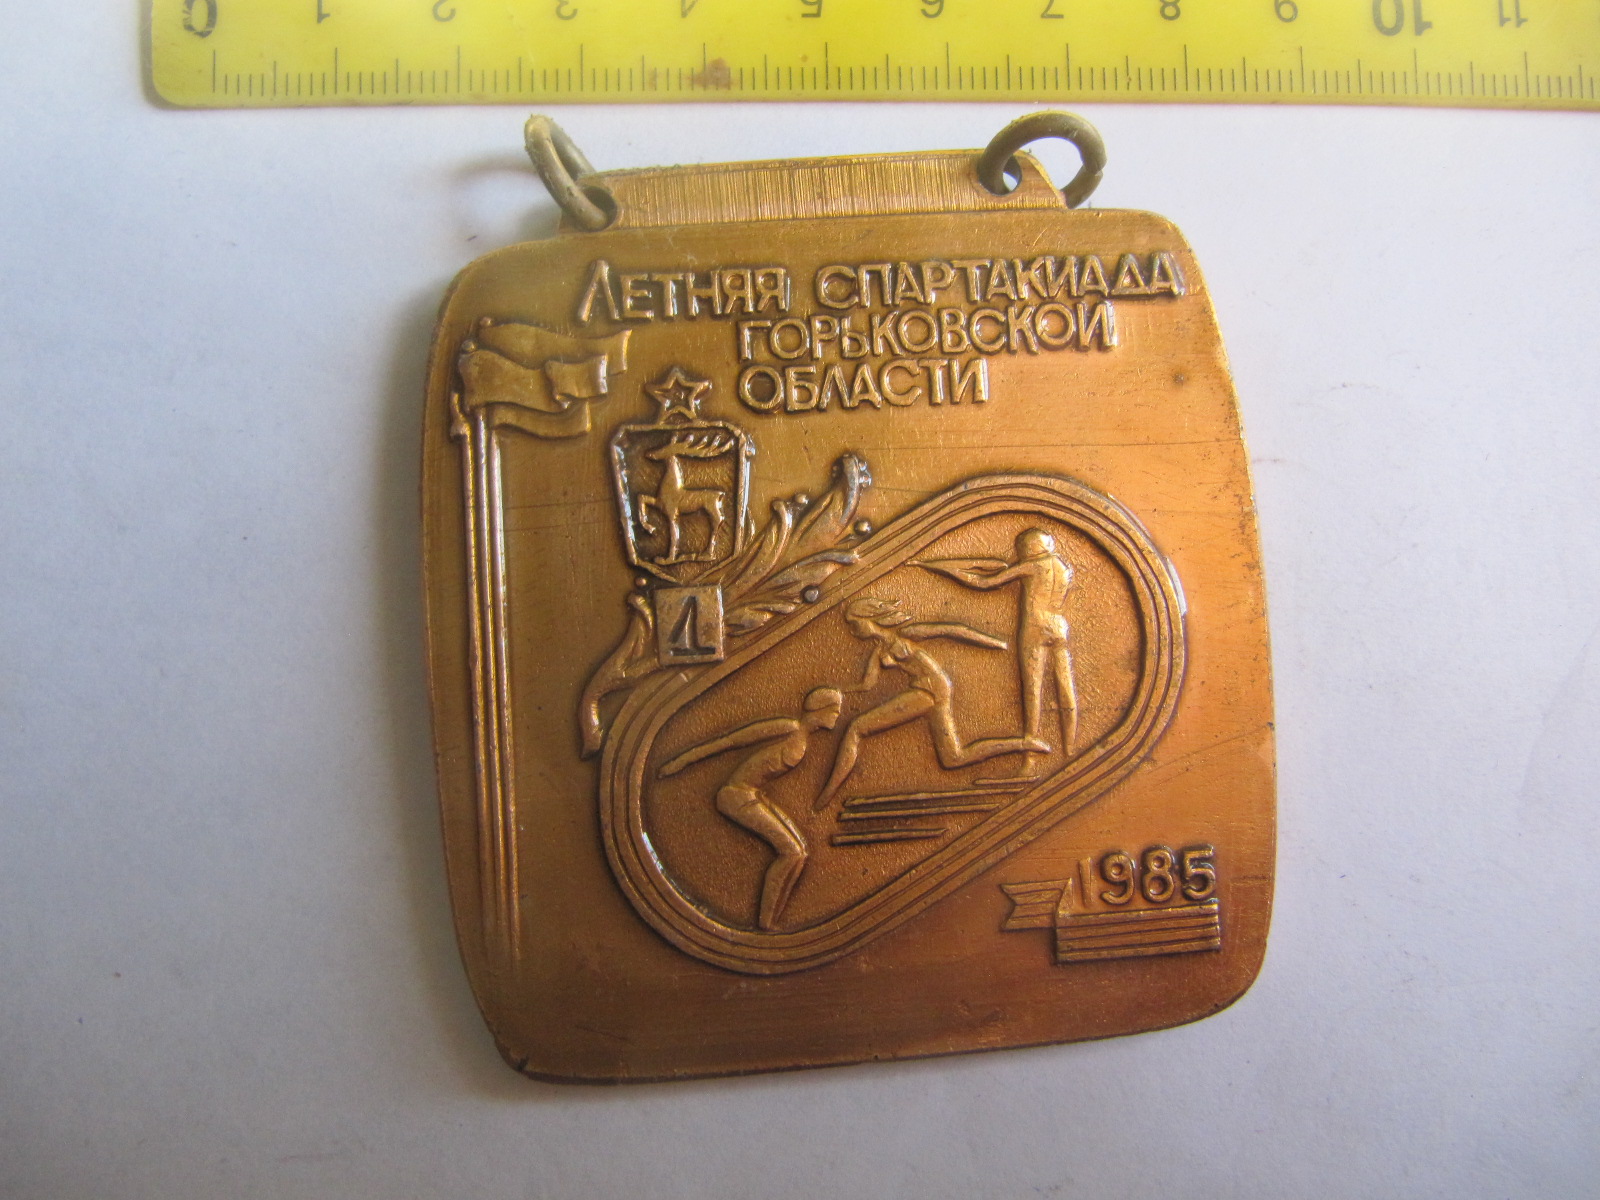 0 1 2 3 4 5 6 7 8 9 10 11
ЛЕТНЯЯ СПАРТАКИАДА
ГОРЬКОВСКОЙ
ОБЛАСТИ
1
1985